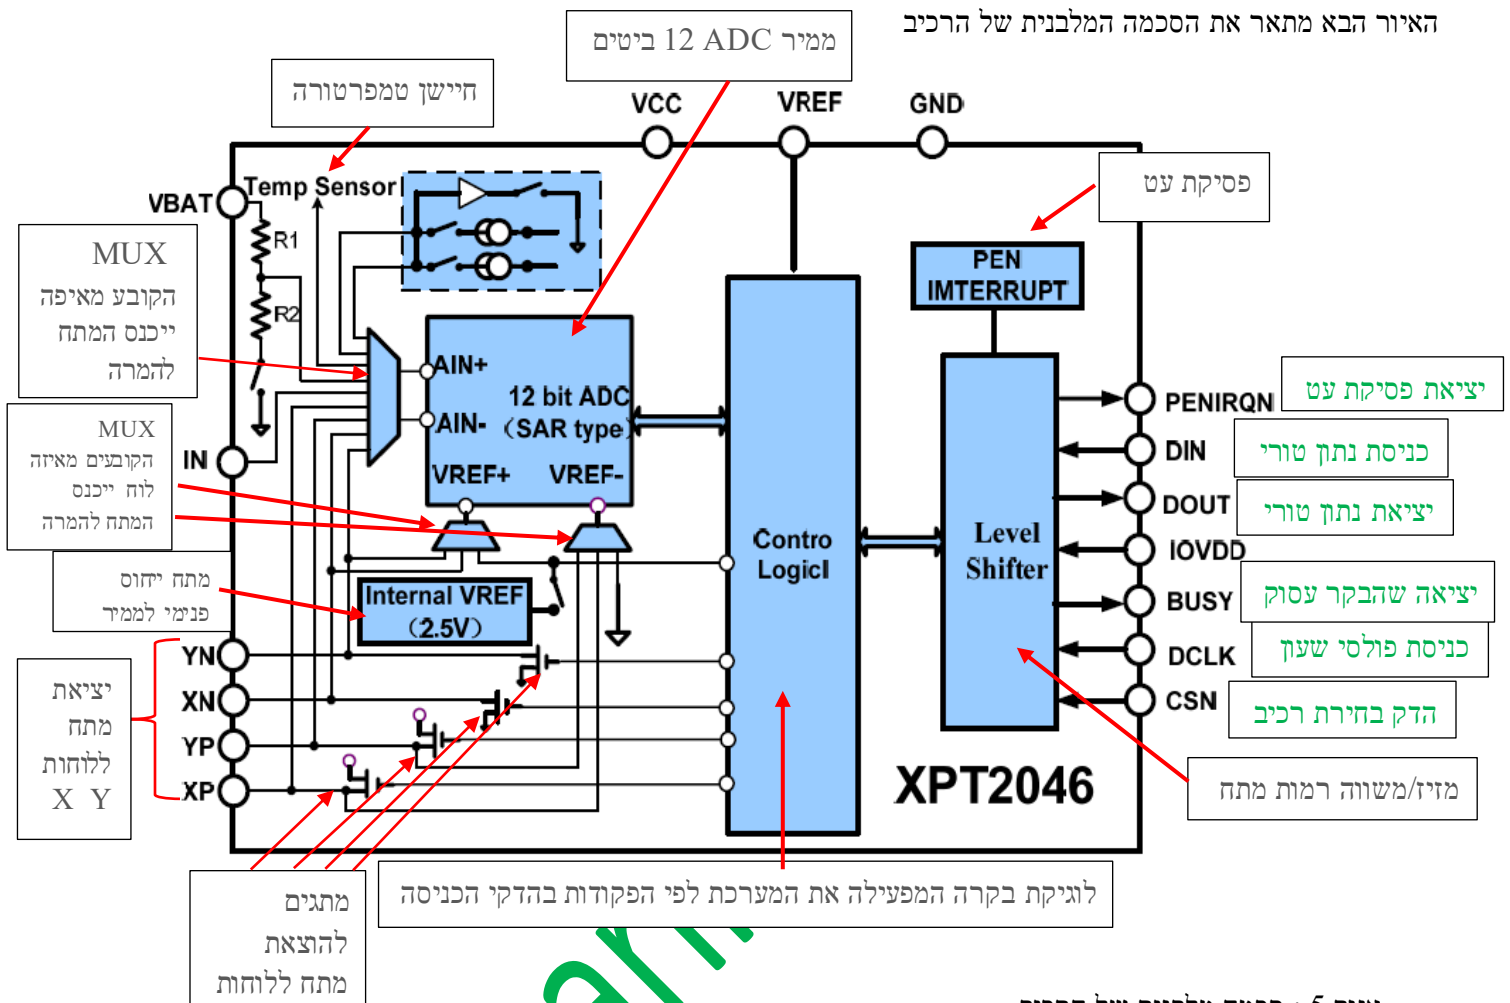 האיור הבא מתאר את הסכמה המלבנית של הרכיב
ממיר ADC 12 ביטים
חיישן טמפרטורה
VCC
VREF
GND
פסיקת עט
Temp Sensor
VBAT
R1
R2
MUX
הקובע מאיפה
ייכנס המתח
להמרה
PEN
IMTERRUPT
AIN+
12 bit ADC
(SAR type)
AIN-
VREF+
VREF-
MUX
הקובעים מאיזה
לוח ייכנס
המתח להמרה
IN
PENIRQN
יציאת פסיקת עט
DIN
כניסת נתון טורי
DOUT
יציאת נתון טורי
IOVDD
BUSY
יציאה שהבקר עסוק
DCLK
כניסת פולסי שעון
CSN
הדק בחירת רכיב
Contro
Logicl
Level
Shifter
מתח ייחוס
פנימי לממיר
Internal VREF
(2.5V)
YN
XN
YP
XP
יציאת
מתח
ללוחות
X Y
XPT2046
מזיז/משווה רמות מתח
לוגיקת בקרה המפעילה את המערכת לפי הפקודות בהדקי הכניסה
מתגים
להוצאת
מתח ללוחות